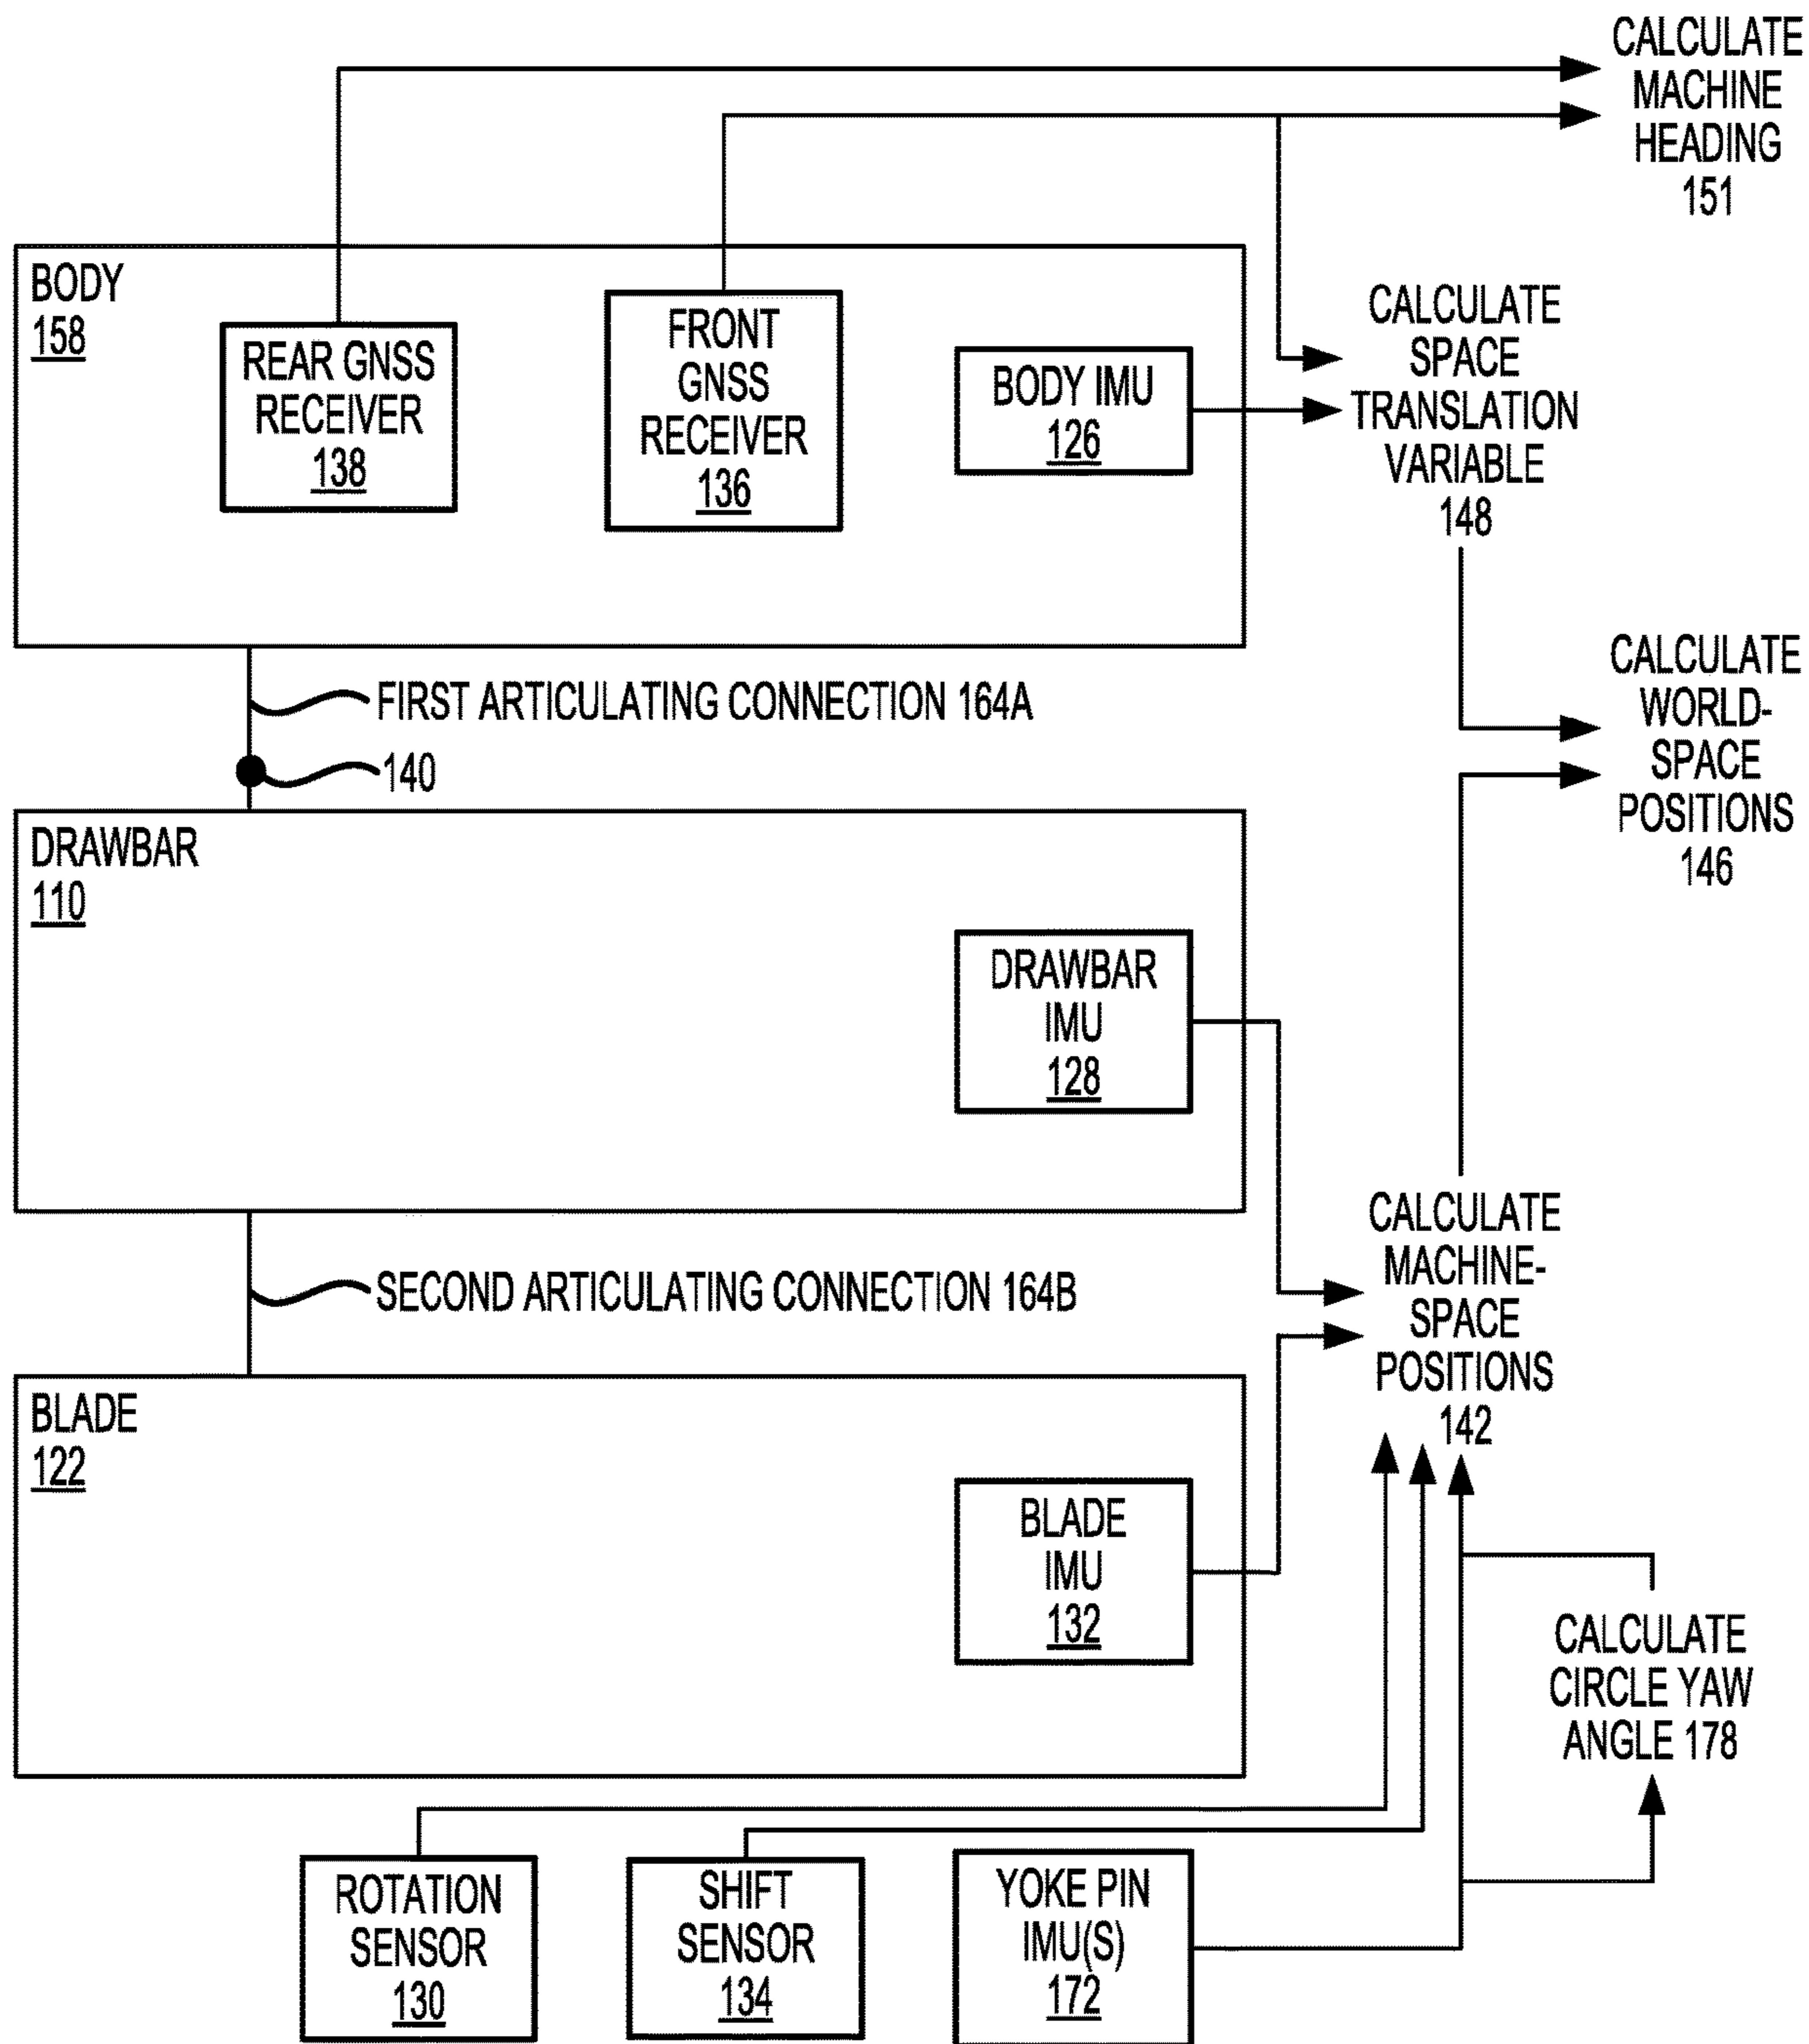 CALCULATE
MACHINE
HEADING
151
BODY
158
REAR GNSS
RECEIVER
138
FRONT
GNSS
RECEIVER
136
BODY IMU
126
CALCULATE
SPACE
TRANSLATION
VARIABLE
148
FIRST ARTICULATING CONNECTION 164A
140
CALCULATE
WORLD-
SPACE
POSITIONS
146
DRAWBAR
110
DRAWBAR
IMU
128
SECOND ARTICULATING CONNECTION 164B
CALCULATE
MACHINE-
SPACE
POSITIONS
142
BLADE
122
BLADE
IMU
132
CALCULATE
CIRCLE YAW
ANGLE 178
ROTATION
SENSOR
130
SHIFT
SENSOR
134
YOKE PIN
IMU(S)
172